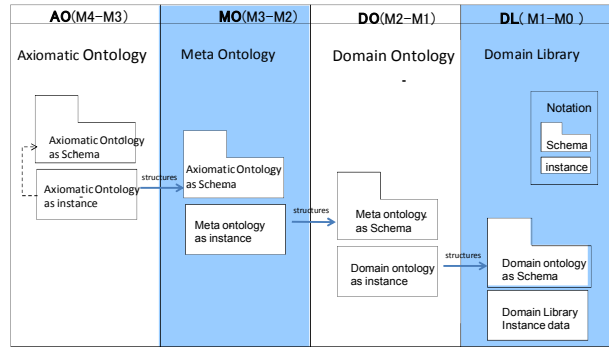 AO(M4-M3)
MO(M3-M2)
DO(M2-M1)
DL( M1-M0 )
Axiomatic Ontology
Meta Ontology
Domain Ontology
Domain Library
-
Notation
Schema
instance
Axiomatic Ontology
as Schema
Axiomatic Ontology
as instance
structures
Axiomatic Ontology
as Schema
Meta ontology
as instance
structures
Meta ontology.
as Schema
Domain ontology
as instance
structures
Domain ontology
as Schema
Domain Library
Instance data